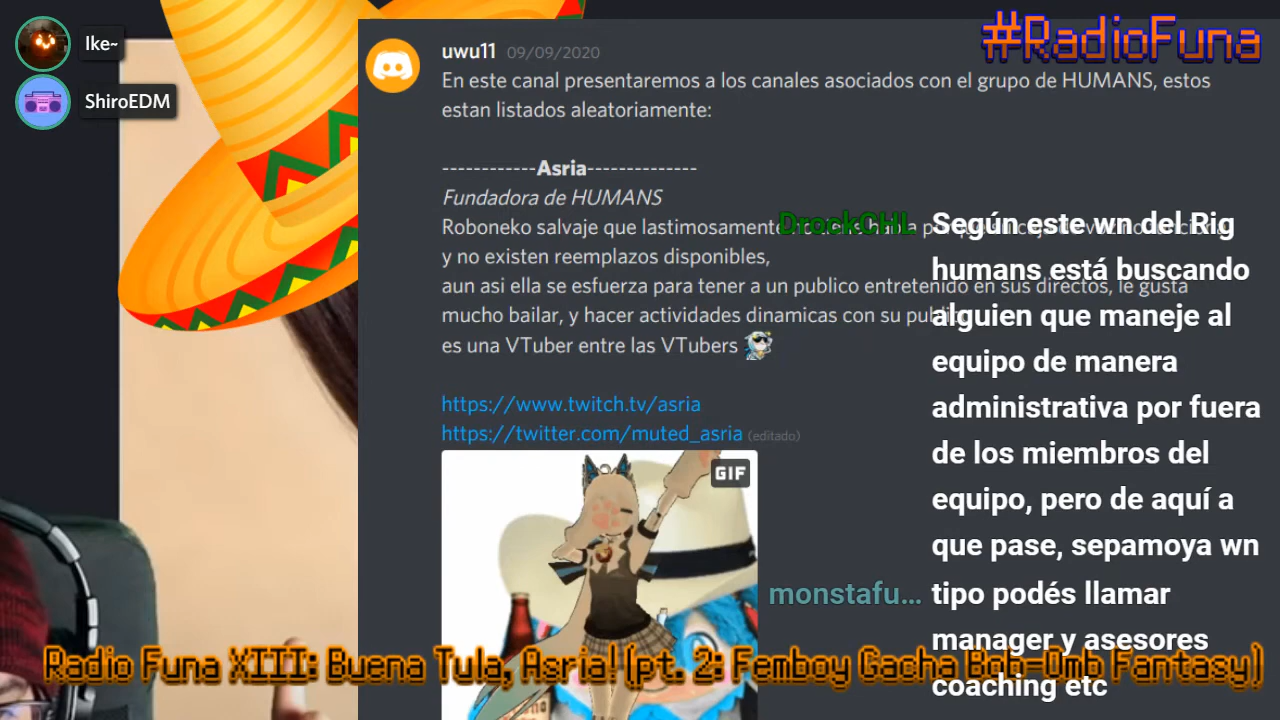 Ike~
ShiroEDM
#RadioFuna
uwu11 09/09/2020
En este canal presentaremos a los canales asociados con el grupo de HUMANS, estos
estan listados aleatoriamente:
------------Asria--------------
Fundadora de HUMANS
Roboneko salvaje que lastimosamente
y no existen reemplazos disponibles,
aun asi ella se esfuerza para tener a un publico entretenido en sus directos, le gusta
mucho bailar, y hacer actividades dinamicas con su
es una VTuber entre las VTubers
https://www.twitch.tv/asria
https://twitter.com/muted_asria (editado)
GIF
DrockCHL Según este wn del Rig
humans está buscando
alguien que maneje al
equipo de manera
administrativa por fuera
de los miembros del
equipo, pero de aquí a
que pase, sepamoya wn
monstafu... tipo podés llamar
manager y asesores
coaching etc
Radio Funa XIII: Buena Tula, Asria! (pt. 2: Femboy Gacha Bob-Omb Fantasy)